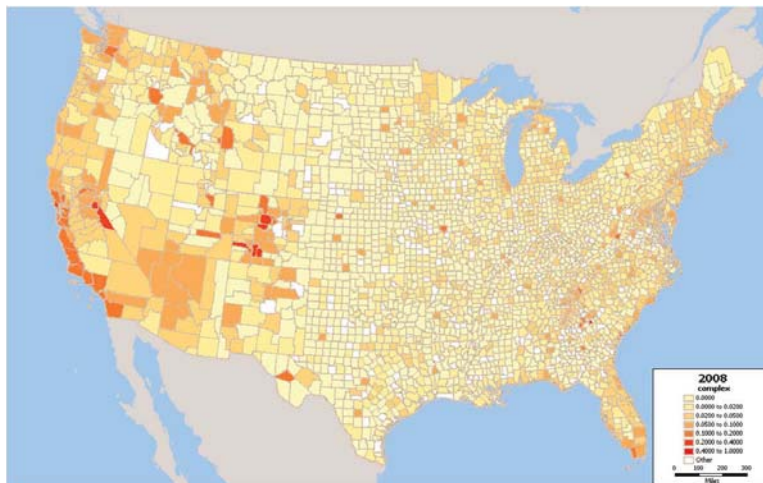 2008
complex
0.0000
0.0000 to 0.0200
0.0200 to 0.0500
0.0500 to 0.1000
0.1000 to 0.2000
0.2000 to 0.4000
0.4000 to 1.0000
Other
0 100 200 300
Miles